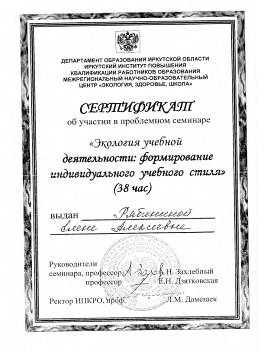 ДЕПАРТАМЕНТ ОБРАЗОВАНИЯ ИРКУТСКОЙ ОБЛАСТИ
ИРКУТСКИЙ ИНСТИТУТ ПОВЫШЕНИЯ
КВАЛИФИКАЦИИ РАБОТНИКОВ ОБРАЗОВАНИЯ
МЕЖРЕГИОНАЛЬНЫЙ НАУЧНО-ОБРАЗОВАТЕЛЬНЫЙ
ЦЕНТР «ЭКОЛОГИЯ, ЗДОРОВЬЕ, ШКОЛА»
СЕРТИФИКАТ
об участии в проблемном семинаре
«Экология учебной
деятельности: формирование
индивидуального учебного стиля»
(38 час)
выдан
Елене Алексеевне
Руководители
семинара, профессор А.Н. Захлебный
профессор Е.Н. Дзятковская
Ректор ИПКРО, проф. Л.М. Дамешек